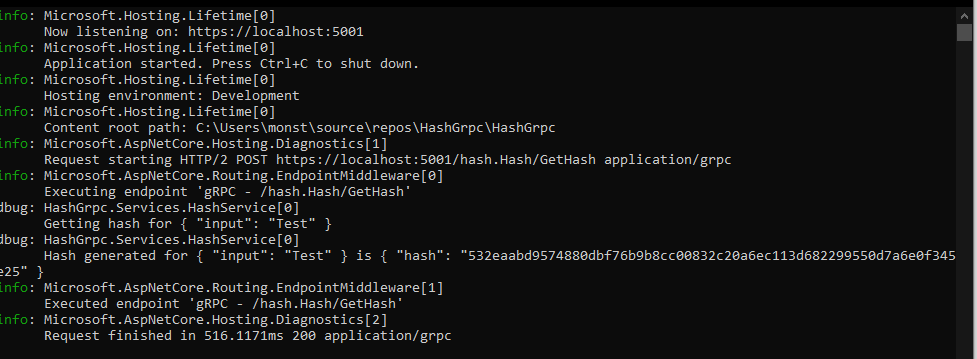 info: Microsoft.Hosting.Lifetime[0]
Now listening on: https://localhost:5001
info: Microsoft.Hosting.Lifetime[0]
Application started. Press Ctrl+C to shut down.
info: Microsoft.Hosting.Lifetime[0]
Hosting environment: Development
info: Microsoft.Hosting.Lifetime[0]
Content root path: C:\Users\monst\source\repos\HashGrpc\HashGrpc
info: Microsoft.AspNetCore.Hosting.Diagnostics[1]
Request starting HTTP/2 POST https://localhost:5001/hash.Hash/GetHash application/grpc
info: Microsoft.AspNetCore.Routing.EndpointMiddleware[0]
Executing endpoint 'gRPC - /hash.Hash/GetHash'
dbug: HashGrpc.Services.HashService[0]
Getting hash for { "input": "Test" }
dbug: HashGrpc.Services.HashService[0]
Hash generated for { "input": "Test" } is { "hash": "532eaabd9574880dbf76b9b8cc00832c20a6ec113d682299550d7a6e0f345
e25" }
info: Microsoft.AspNetCore.Routing.EndpointMiddleware[1]
Executed endpoint 'gRPC - /hash.Hash/GetHash'
info: Microsoft.AspNetCore.Hosting.Diagnostics[2]
Request finished in 516.1171ms 200 application/grpc